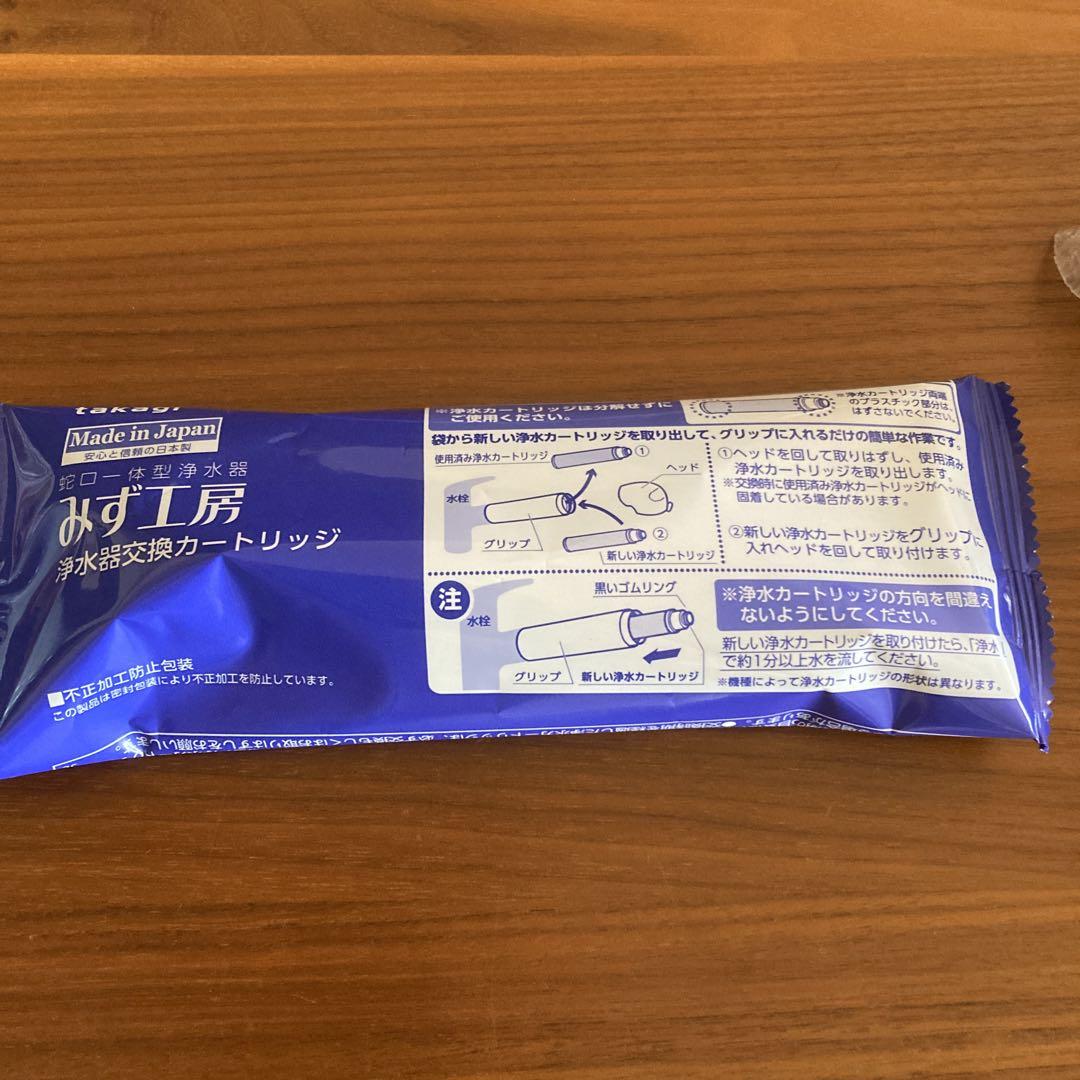 takagi
Made in Japan
安心と信頼の日本製
蛇口一体型浄水器
みず工房
浄水器交換カートリッジ
■不正加工防止包装
この製品は密封包装により不正加工を防止しています。
※浄水カートリッジは分解せずに
ご使用ください。
※浄水カートリッジ両端
のプラスチック部分は、
はずさないでください。
袋から新しい浄水カートリッジを取り出して、グリップに入れるだけの簡単な作業です。
使用済み浄水カートリッジ
①
ヘッド
水栓
グリップ
②
新しい浄水カートリッジ
①ヘッドを回して取りはずし、使用済み
浄水カートリッジを取り出します。
※交換時に使用済み浄水カートリッジがヘッドに
固着している場合があります。
②新しい浄水カートリッジをグリップに
入れヘッドを回して取り付けます。
注
黒いゴムリング
水栓
グリップ
新しい浄水カートリッジ
※浄水カートリッジの方向を間違え
ないようにしてください。
新しい浄水カートリッジを取り付けたら、「浄水」
で約1分以上水を流してください。
※機種によって浄水カートリッジの形状は異なります。